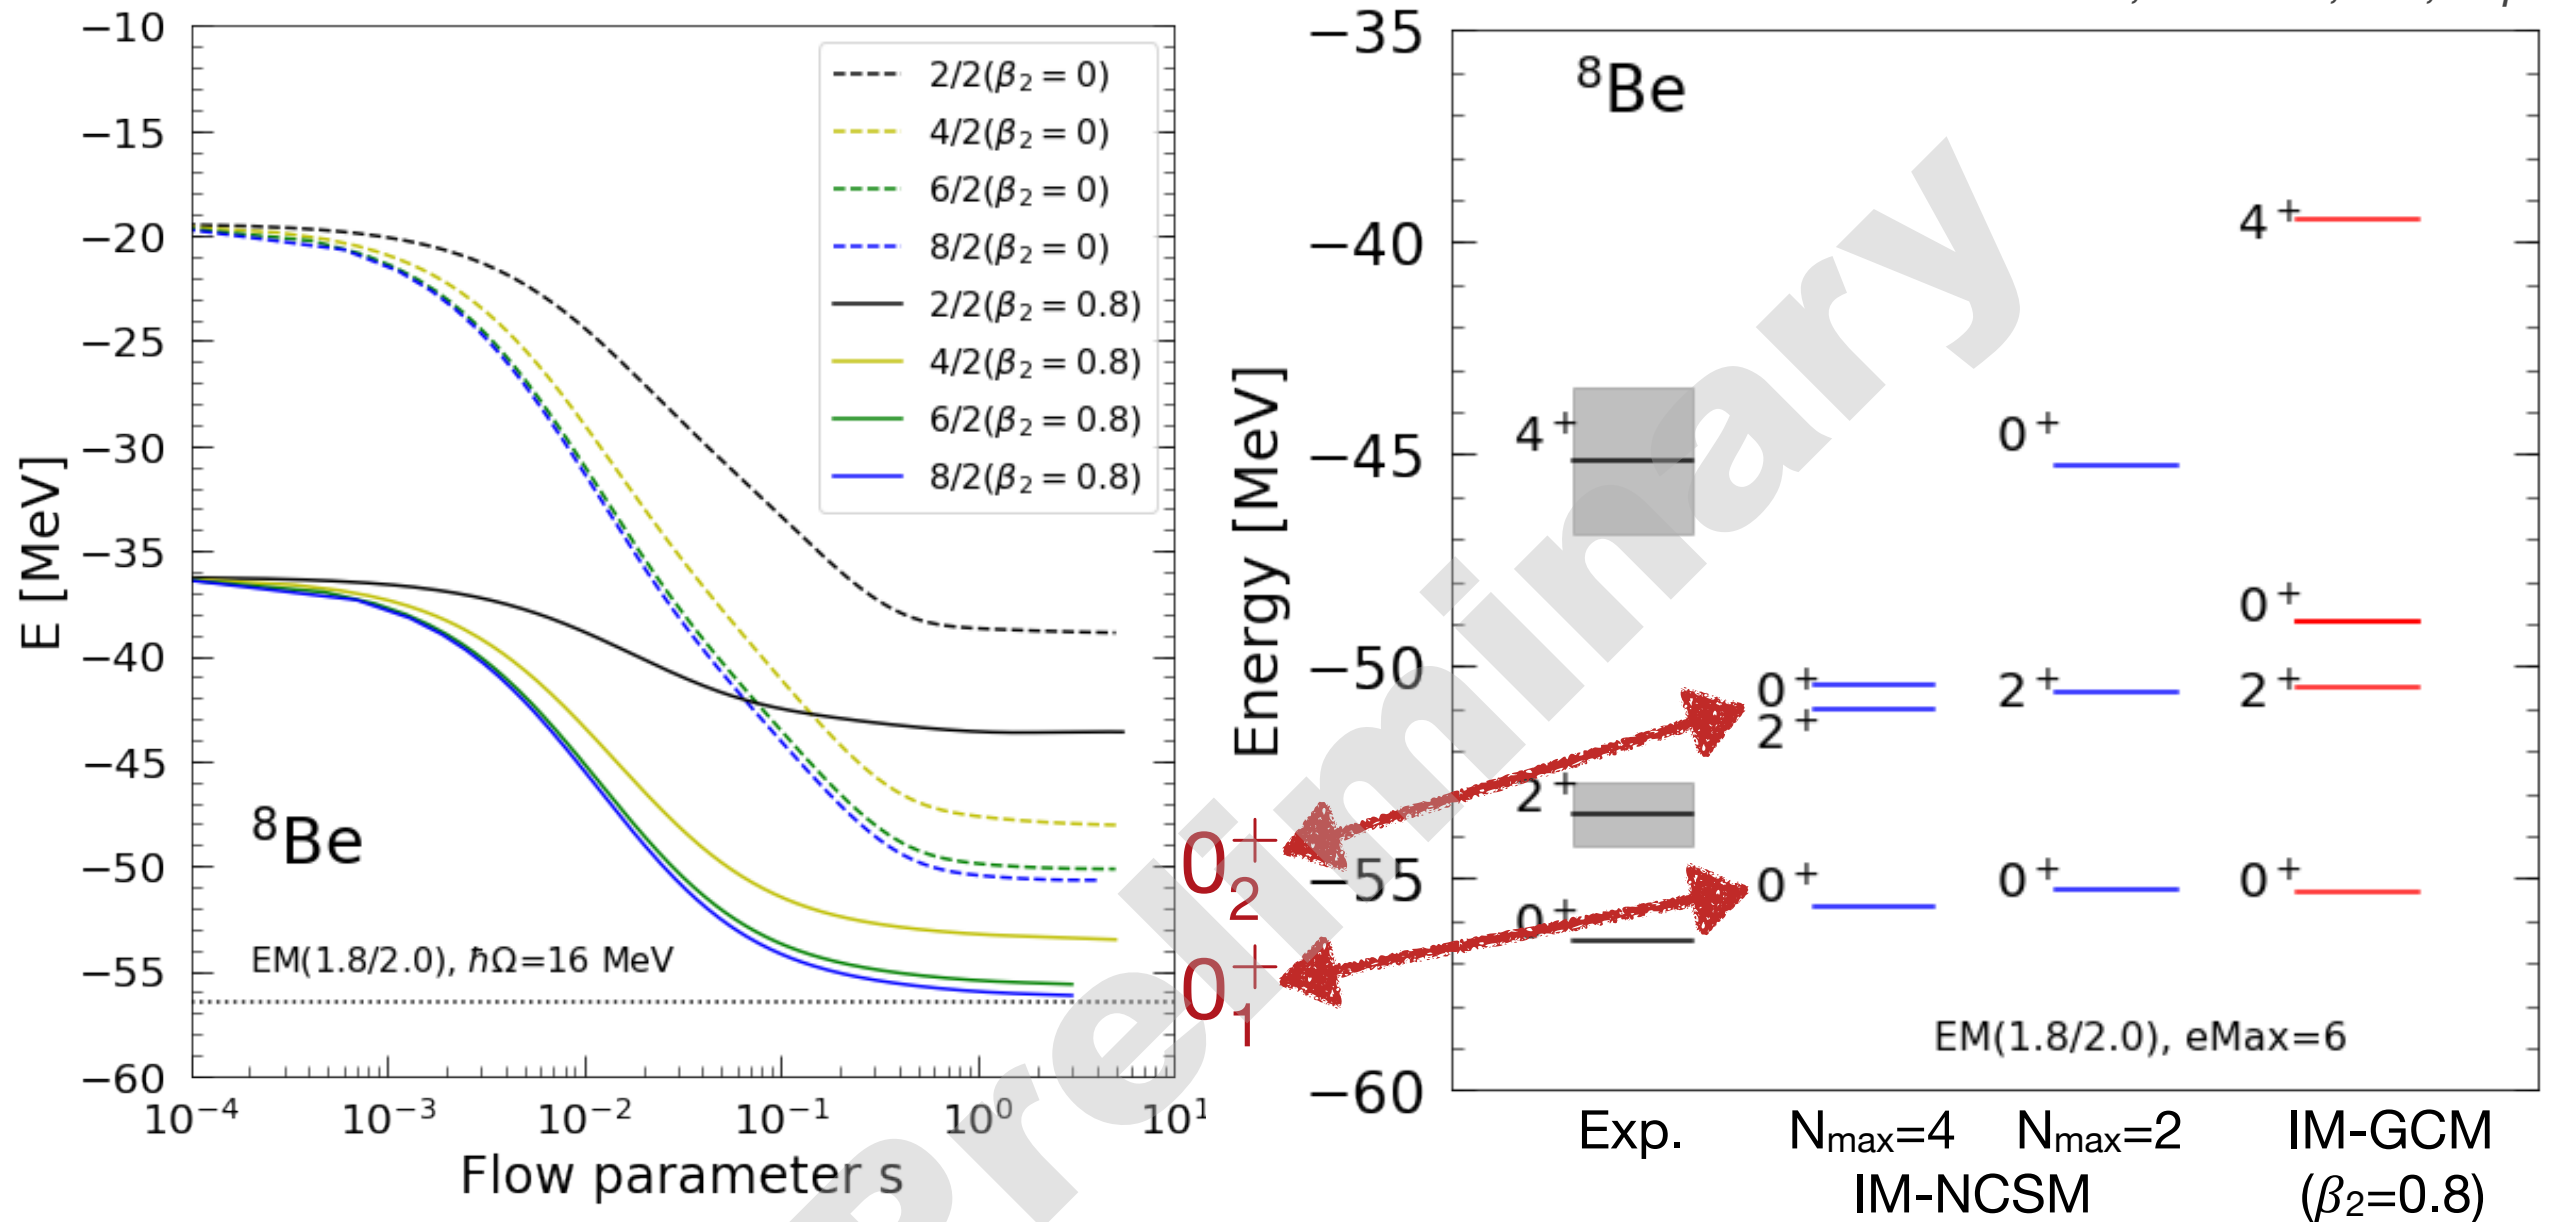 −10
−15
−20
−25
−30
−35
−40
−45
−50
−55
−60
E [MeV]
2/2(β₂ = 0)
4/2(β₂ = 0)
6/2(β₂ = 0)
8/2(β₂ = 0)
2/2(β₂ = 0.8)
4/2(β₂ = 0.8)
6/2(β₂ = 0.8)
8/2(β₂ = 0.8)
⁸Be
EM(1.8/2.0), ℏΩ=16 MeV
10⁻⁴ 10⁻³ 10⁻² 10⁻¹ 10⁰ 10¹
Flow parameter s
0₂⁺
0₁⁺
−35
−40
−45
−50
−55
−60
Energy [MeV]
⁸Be
4⁺
2⁺
0⁺
0⁺
2⁺
0⁺
0⁺
2⁺
0⁺
4⁺
0⁺
2⁺
0⁺
EM(1.8/2.0), eMax=6
Exp. Nmax=4 Nmax=2 IM-GCM
IM-NCSM (β₂=0.8)
Preliminary